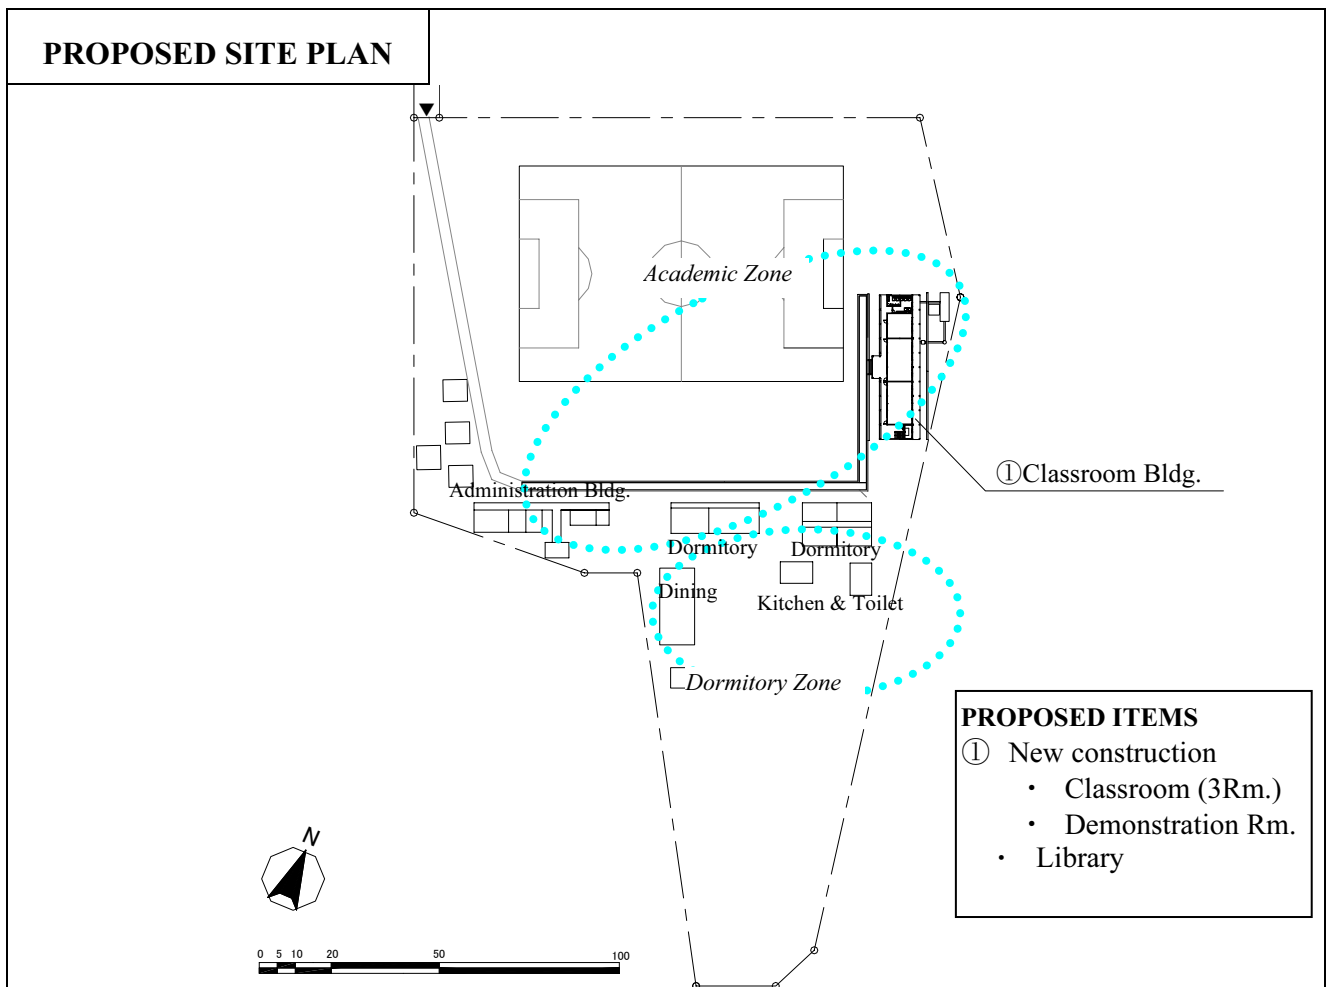 PROPOSED SITE PLAN
Academic Zone
①Classroom Bldg.
Administration Bldg.
Dormitory
Dormitory
Dining
Kitchen & Toilet
Dormitory Zone
PROPOSED ITEMS
① New construction
・ Classroom (3Rm.)
・ Demonstration Rm.
・ Library
N
0 5 10 20 50 100